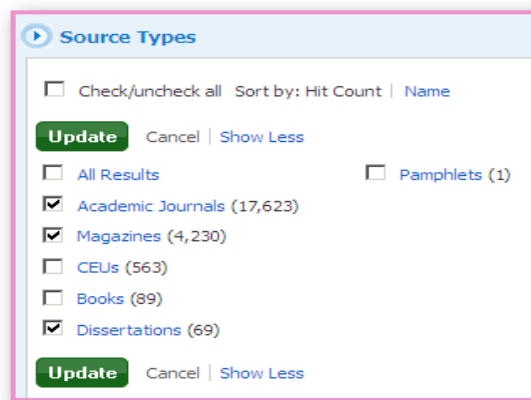 Source Types
Check/uncheck all Sort by: Hit Count | Name
Update Cancel | Show Less
All Results Pamphlets (1)
Academic Journals (17,623)
Magazines (4,230)
CEUs (563)
Books (89)
Dissertations (69)
Update Cancel | Show Less